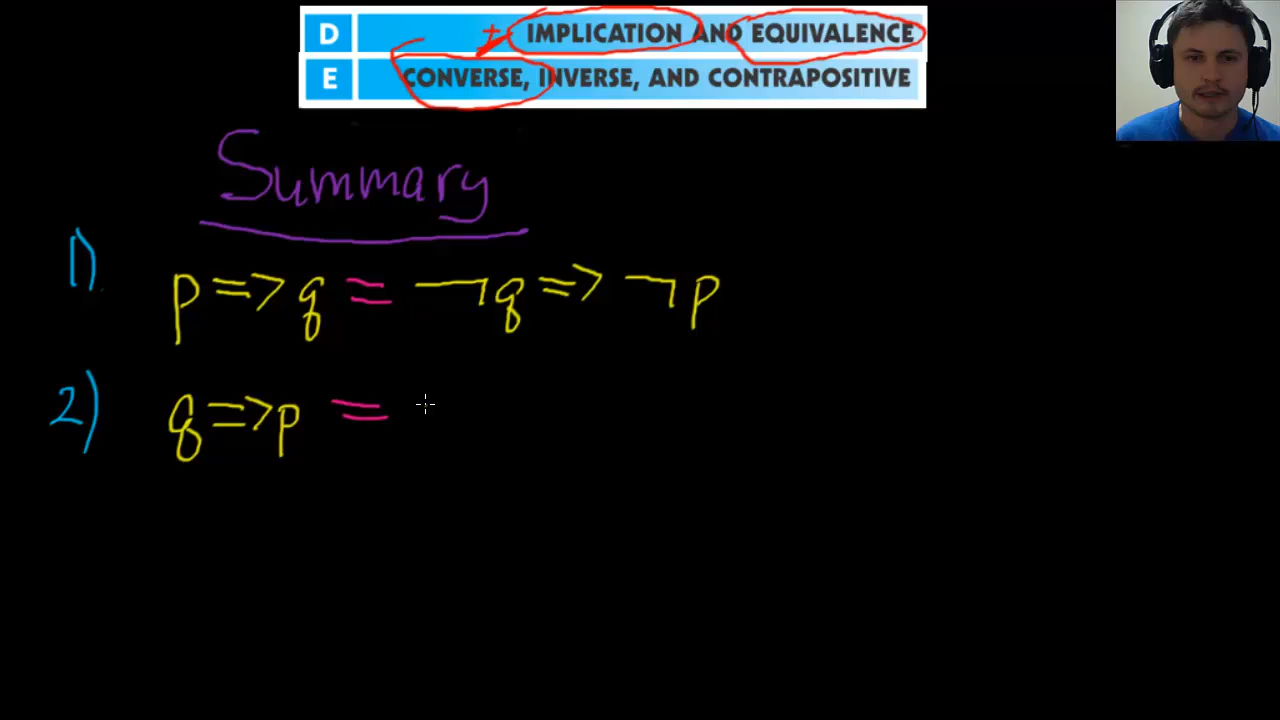 D IMPLICATION AND EQUIVALENCE
E CONVERSE, INVERSE, AND CONTRAPOSITIVE
Summary
1) p => q = ¬q => ¬p
2) q => p =